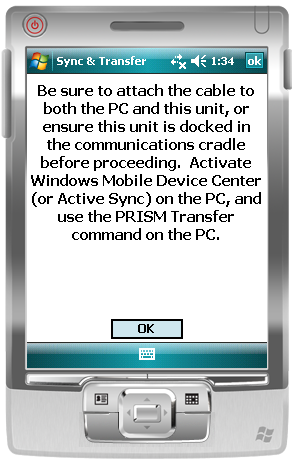 Sync & Transfer 1:34 ok
Be sure to attach the cable to
both the PC and this unit, or
ensure this unit is docked in
the communications cradle
before proceeding.  Activate
Windows Mobile Device Center
(or Active Sync) on the PC, and
use the PRISM Transfer
command on the PC.
OK